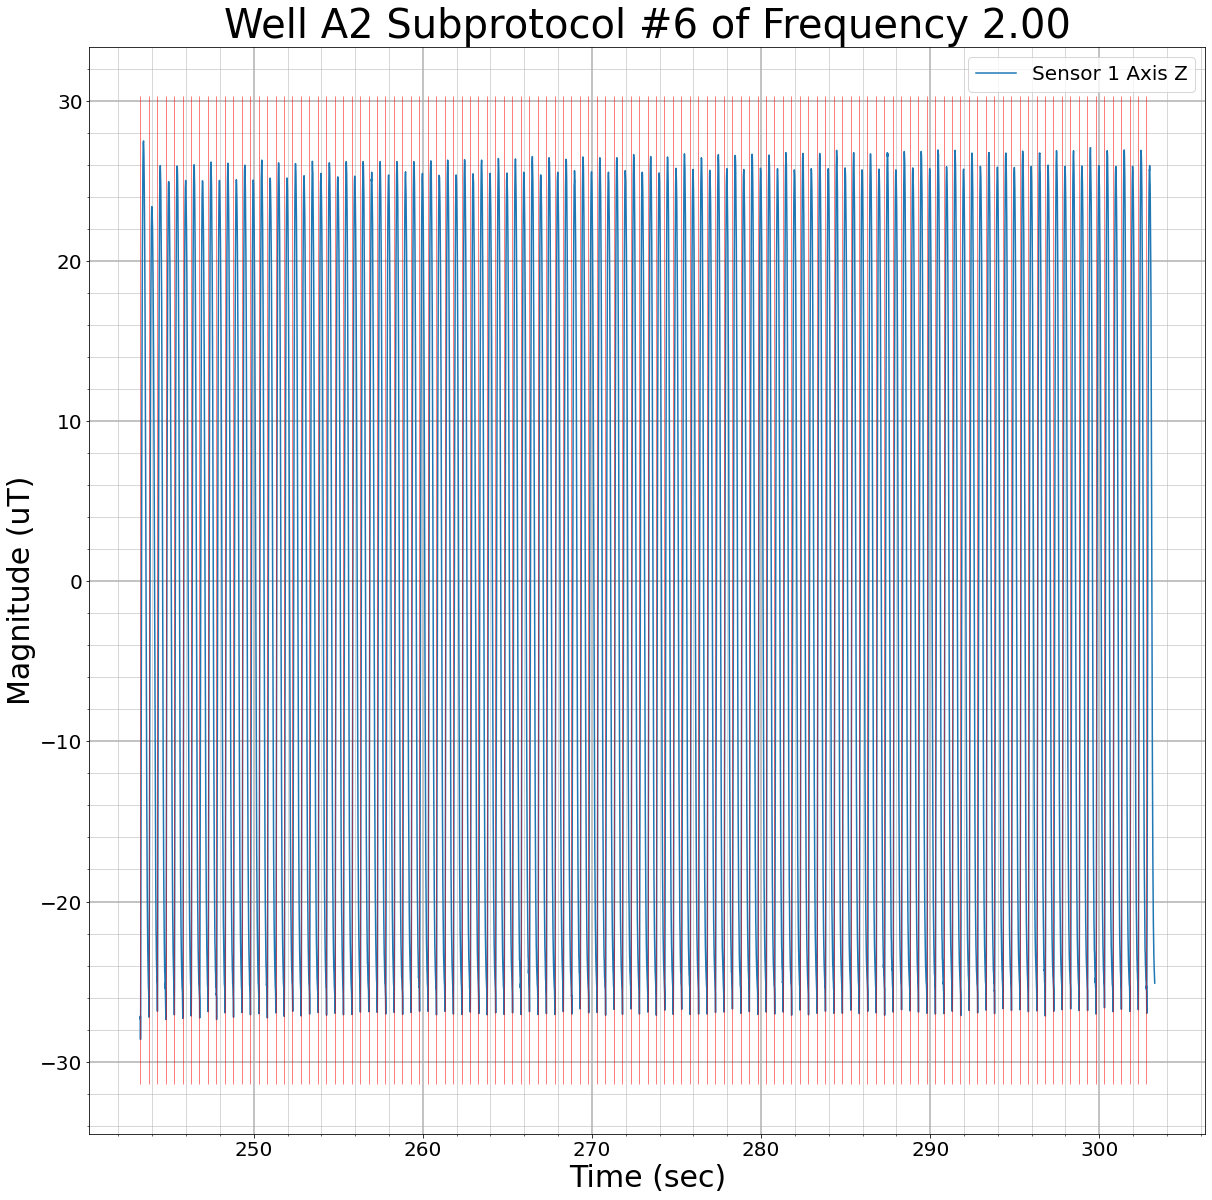 Well A2 Subprotocol #6 of Frequency 2.00
Sensor 1 Axis Z
30
20
10
0
−10
−20
−30
Magnitude (uT)
250 260 270 280 290 300
Time (sec)